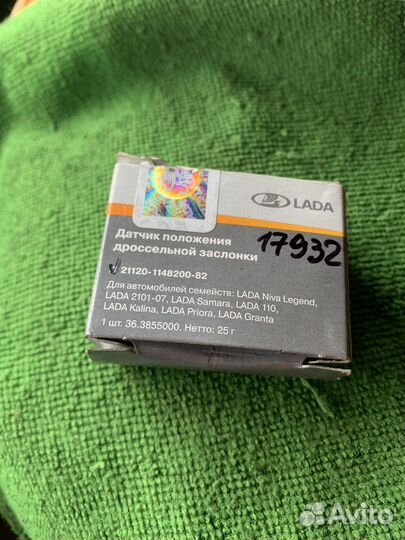 LADA
Датчик положения
дроссельной заслонки
17932
21120-1148200-82
Для автомобилей семейств: LADA Niva Legend,
LADA 2101-07, LADA Samara, LADA 110,
LADA Kalina, LADA Priora, LADA Granta
1 шт. 36.3855000. Нетто: 25 г
Avito